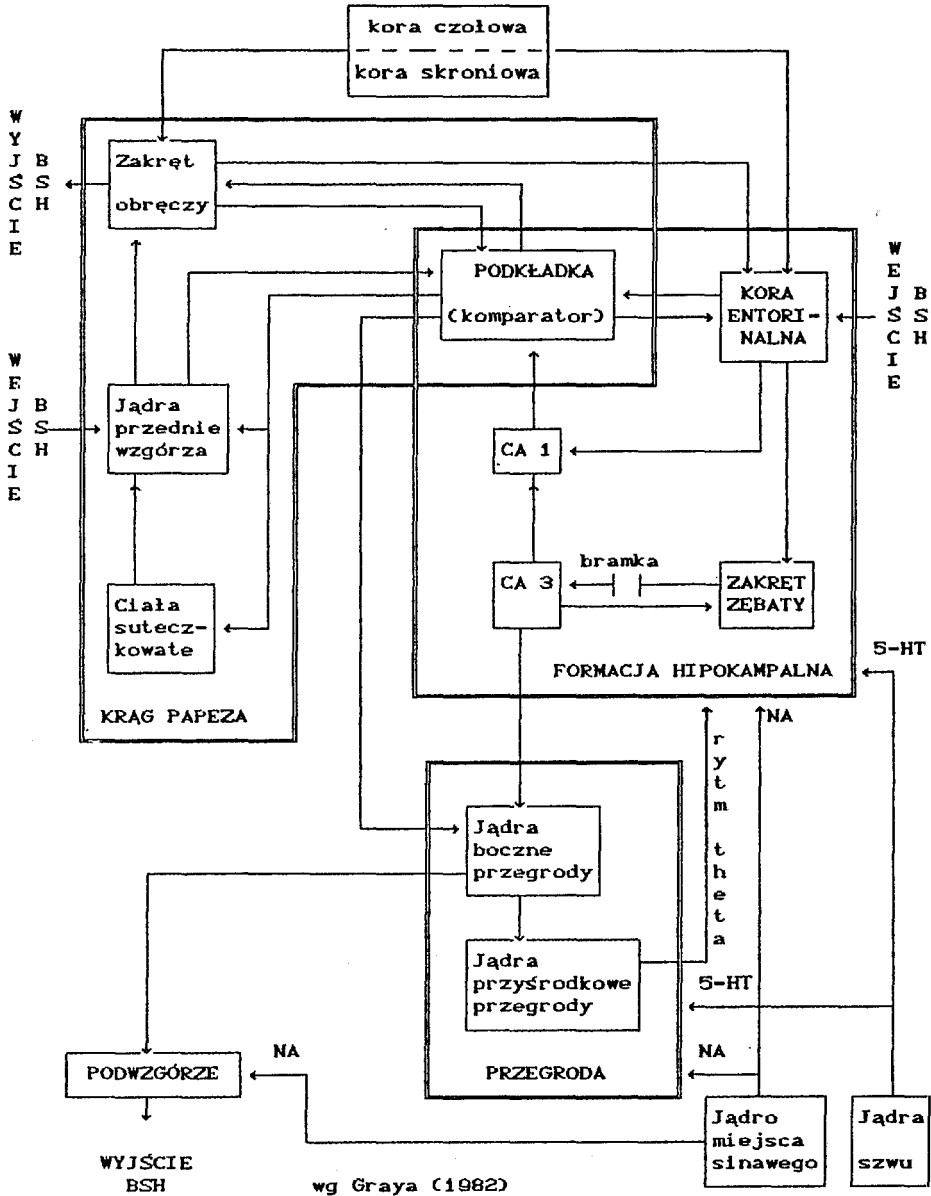 kora czołowa
kora skroniowa
WYJŚCIE
BSH
Zakręt
obręczy
PODKŁADKA
(komparator)
KORA
ENTORI-
NALNA
WEJŚCIE
BSH
WEJŚCIE
BSH
Jądra
przednie
wzgórza
CA 1
bramka
CA 3
ZAKRĘT
ZĘBATY
Ciała
sutecz-
kowate
FORMACJA HIPOKAMPALNA
5-HT
KRĄG PAPEZA
NA
rytm theta
Jądra
boczne
przegrody
Jądra
przyśrodkowe
przegrody
5-HT
NA
NA
PODWZGÓRZE
PRZEGRODA
Jądro
miejsca
sinawego
Jądra
szwu
WYJŚCIE
BSH
wg Graya (1982)